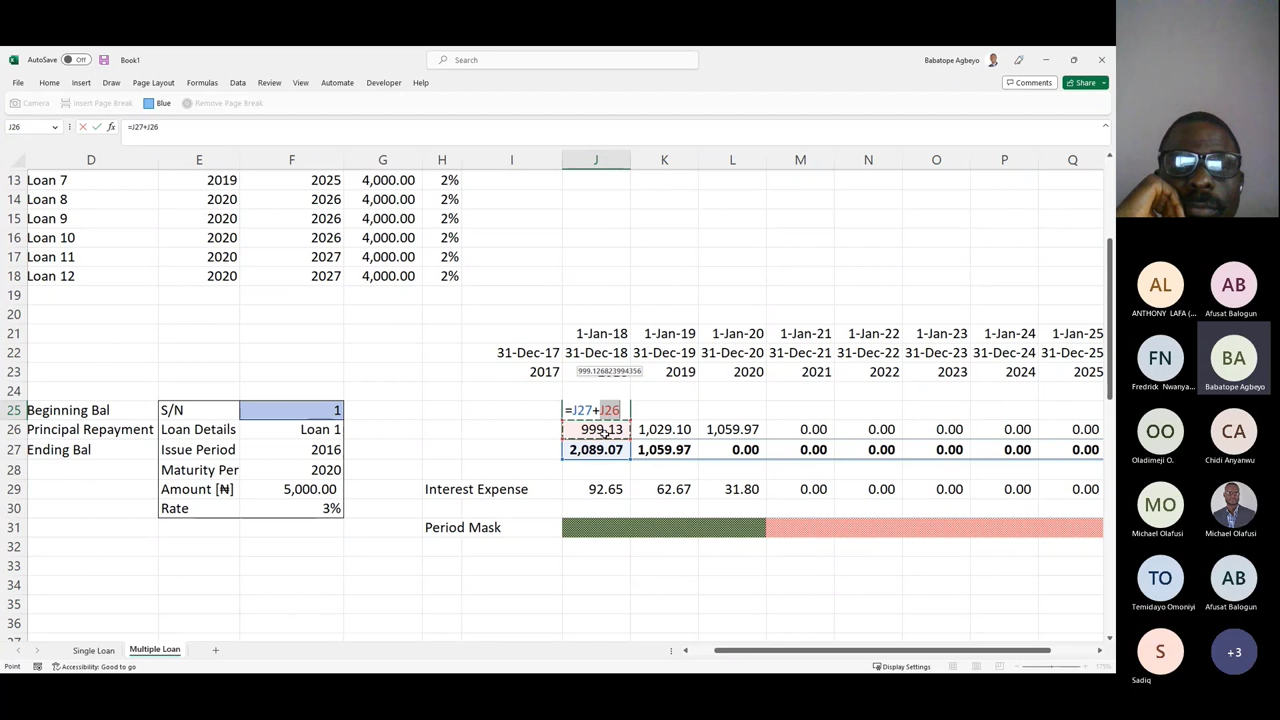 AutoSave Off Book1 Search Babatope Agbeyo
File Home Insert Draw Page Layout Formulas Data Review View Automate Developer Help Comments Share
Camera Insert Page Break Blue Remove Page Break
J26 fx =J27+J26
D E F G H I J K L M N O P Q
13 Loan 7 2019 2025 4,000.00 2%
14 Loan 8 2020 2026 4,000.00 2%
15 Loan 9 2020 2026 4,000.00 2%
16 Loan 10 2020 2026 4,000.00 2%
17 Loan 11 2020 2027 4,000.00 2%
18 Loan 12 2020 2027 4,000.00 2%
19
20
21 1-Jan-18 1-Jan-19 1-Jan-20 1-Jan-21 1-Jan-22 1-Jan-23 1-Jan-24 1-Jan-25
22 31-Dec-17 31-Dec-18 31-Dec-19 31-Dec-20 31-Dec-21 31-Dec-22 31-Dec-23 31-Dec-24 31-Dec-25
23 2017 999.126823994356 2019 2020 2021 2022 2023 2024 2025
24
25 Beginning Bal S/N 1 =J27+J26
26 Principal Repayment Loan Details Loan 1 999.13 1,029.10 1,059.97 0.00 0.00 0.00 0.00 0.00
27 Ending Bal Issue Period 2016 2,089.07 1,059.97 0.00 0.00 0.00 0.00 0.00 0.00
28 Maturity Per 2020
29 Amount [₦] 5,000.00 Interest Expense 92.65 62.67 31.80 0.00 0.00 0.00 0.00 0.00
30 Rate 3%
31 Period Mask
32
33
34
35
36
37
Single Loan Multiple Loan
Point Accessibility: Good to go Display Settings 175%
AL AB
ANTHONY LAFA (... Afusat Balogun
FN BA
Fredrick Nwanya... Babatope Agbeyo
OO CA
Oladimeji O. Chidi Anyanwu
MO
Michael Olafusi Michael Olafusi
TO AB
Temidayo Omoniyi Afusat Balogun
S +3
Sadiq